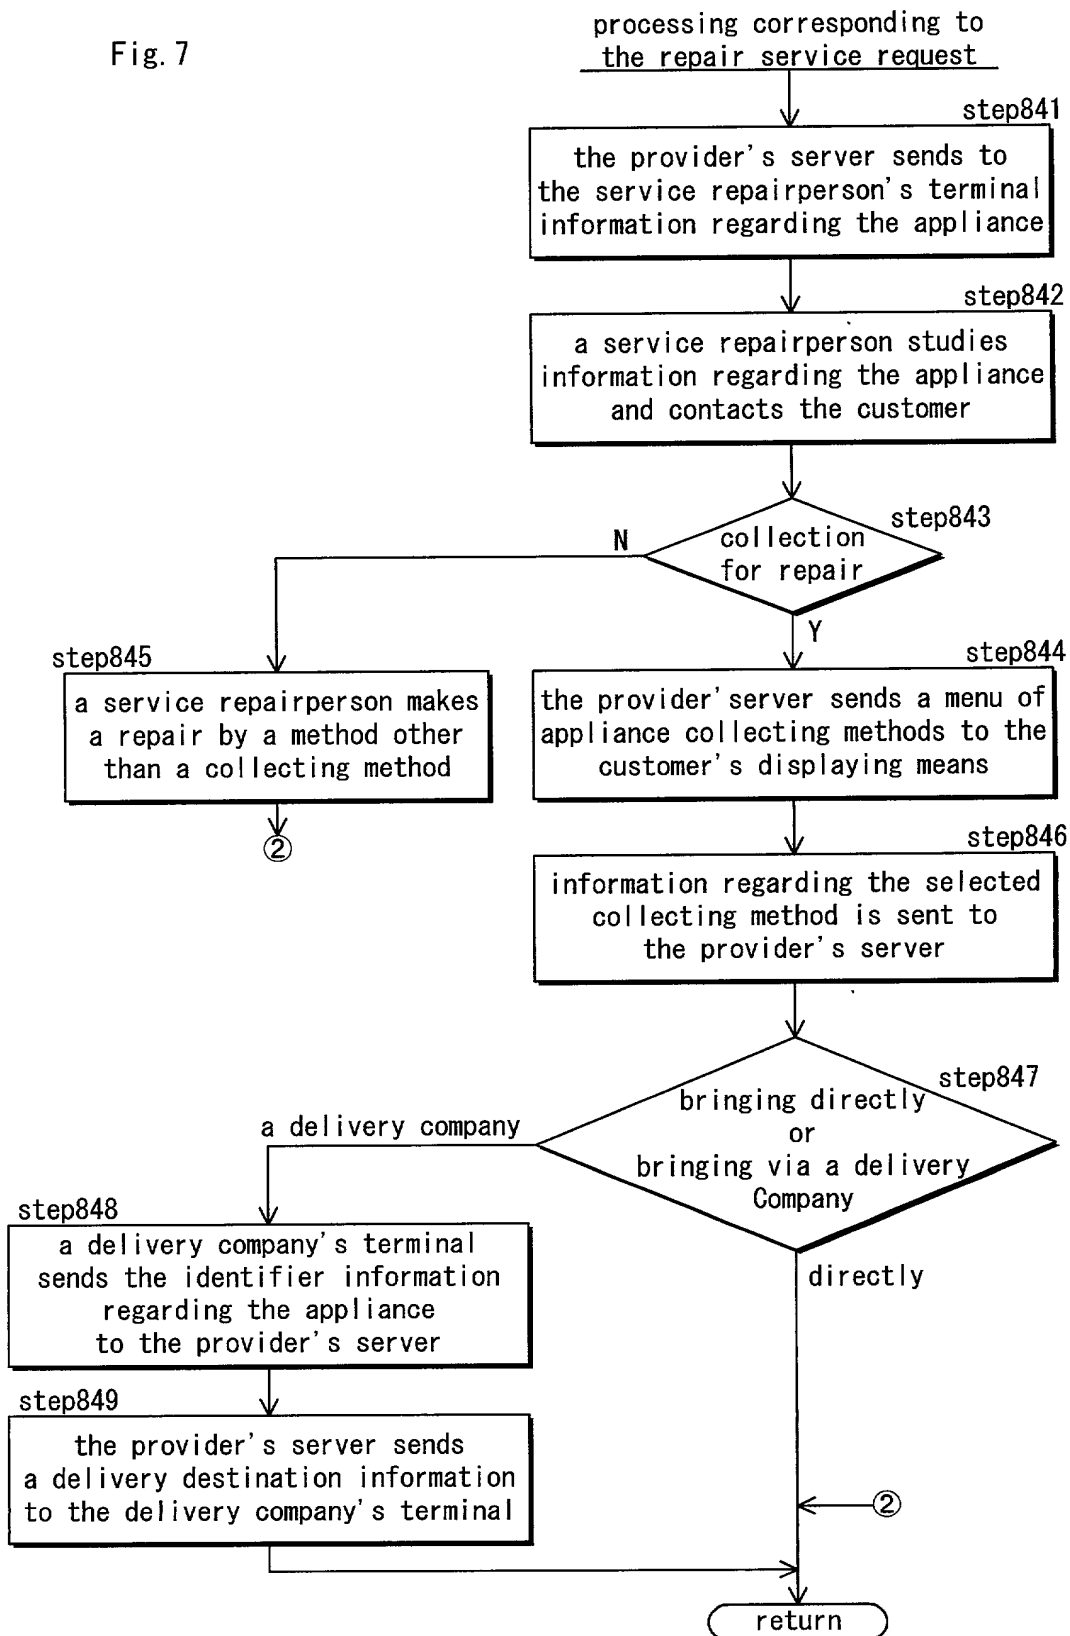 Fig. 7
processing corresponding to
the repair service request
step841
the provider's server sends to
the service repairperson's terminal
information regarding the appliance
step842
a service repairperson studies
information regarding the appliance
and contacts the customer
step843
collection
for repair
N
Y
step845
a service repairperson makes
a repair by a method other
than a collecting method
②
step844
the provider'server sends a menu of
appliance collecting methods to the
customer's displaying means
step846
information regarding the selected
collecting method is sent to
the provider's server
step847
bringing directly
or
bringing via a delivery
Company
a delivery company
directly
step848
a delivery company's terminal
sends the identifier information
regarding the appliance
to the provider's server
step849
the provider's server sends
a delivery destination information
to the delivery company's terminal
②
return